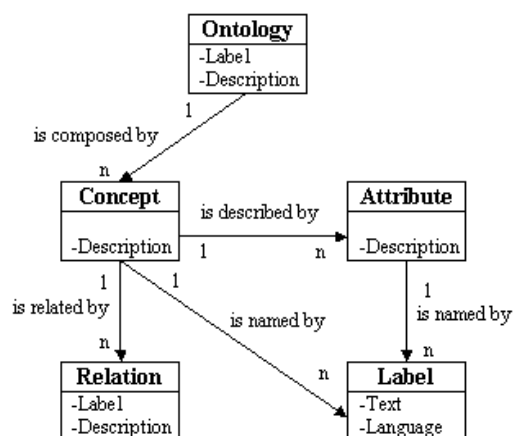 Ontology
-Label
-Description
1
is composed by
n
Concept
-Description
is described by
1
n
Attribute
-Description
1
is related by
n
1
is named by
n
1
is named by
n
Relation
-Label
-Description
Label
-Text
-Language